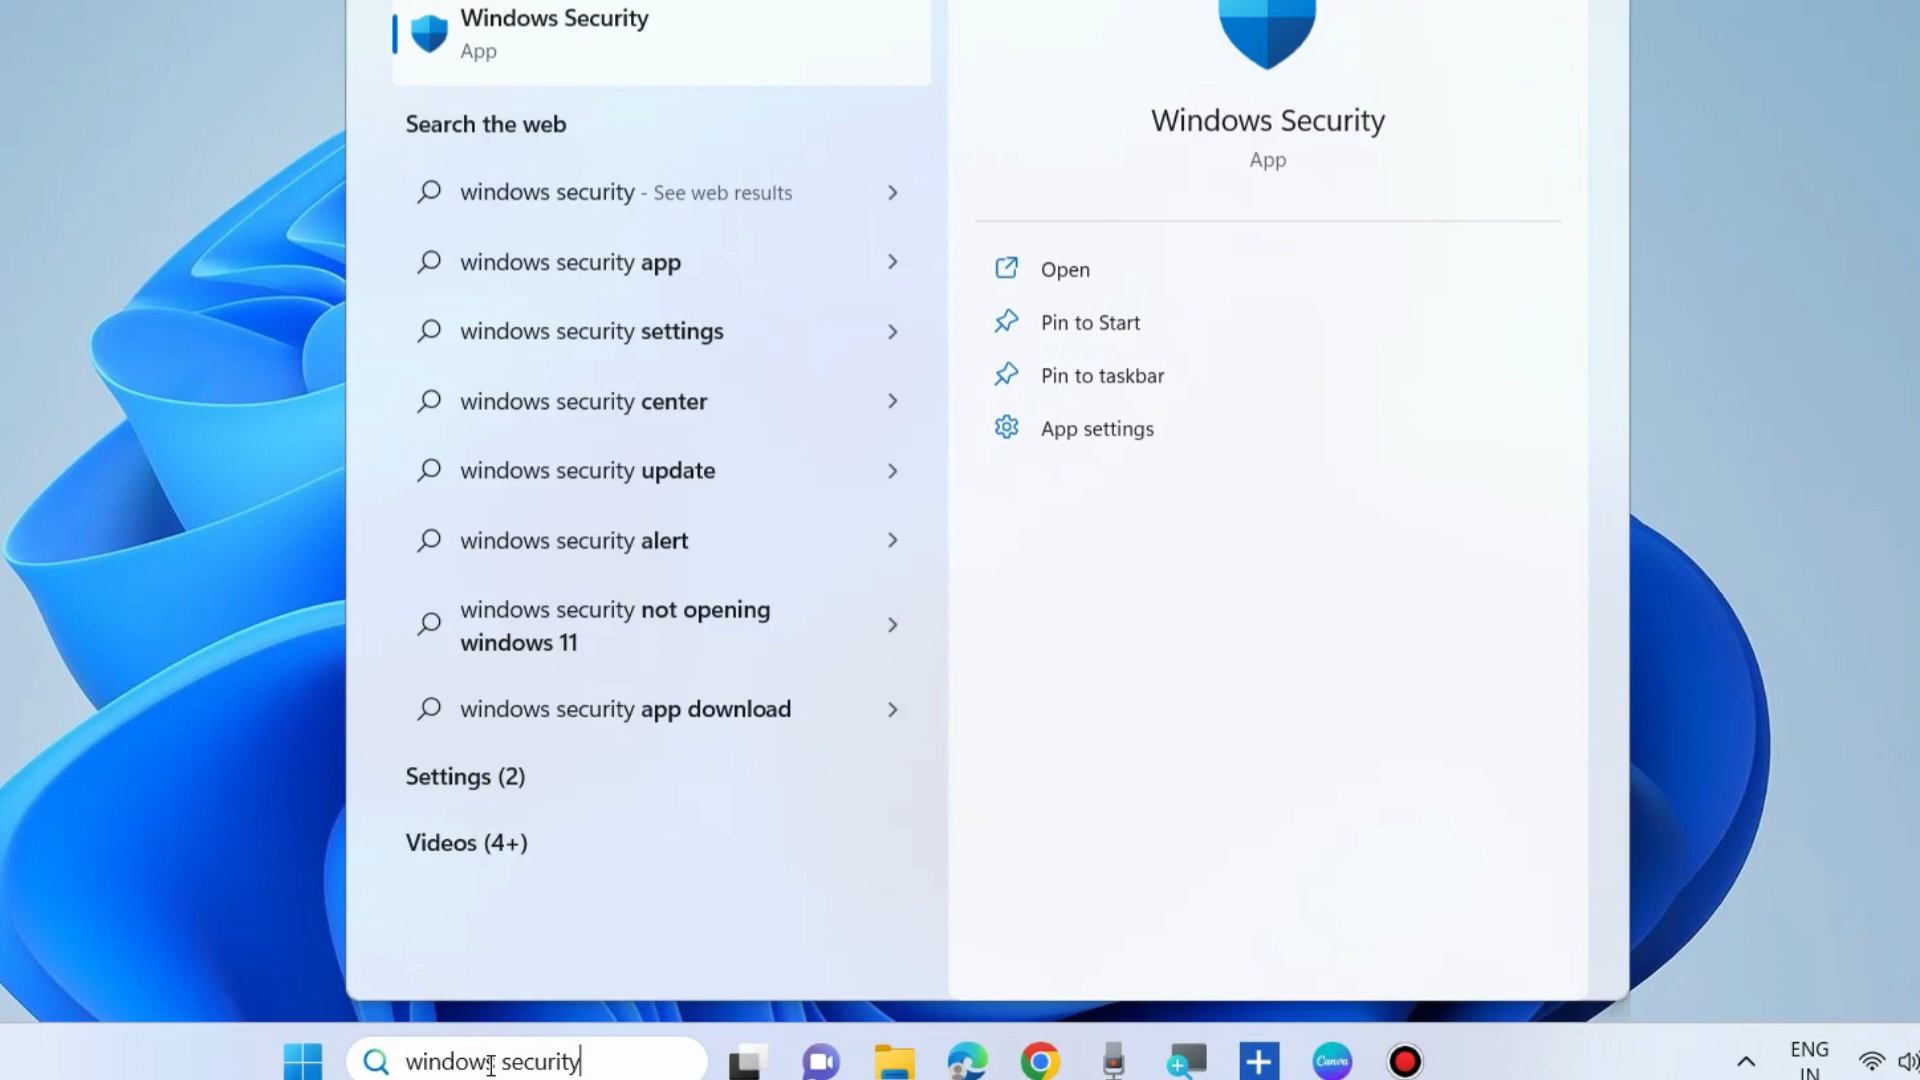 Windows Security
App
Search the web
windows security - See web results
windows security app
windows security settings
windows security center
windows security update
windows security alert
windows security not opening
windows 11
windows security app download
Settings (2)
Videos (4+)
Windows Security
App
Open
Pin to Start
Pin to taskbar
App settings
windows security
Canva
ENG
IN